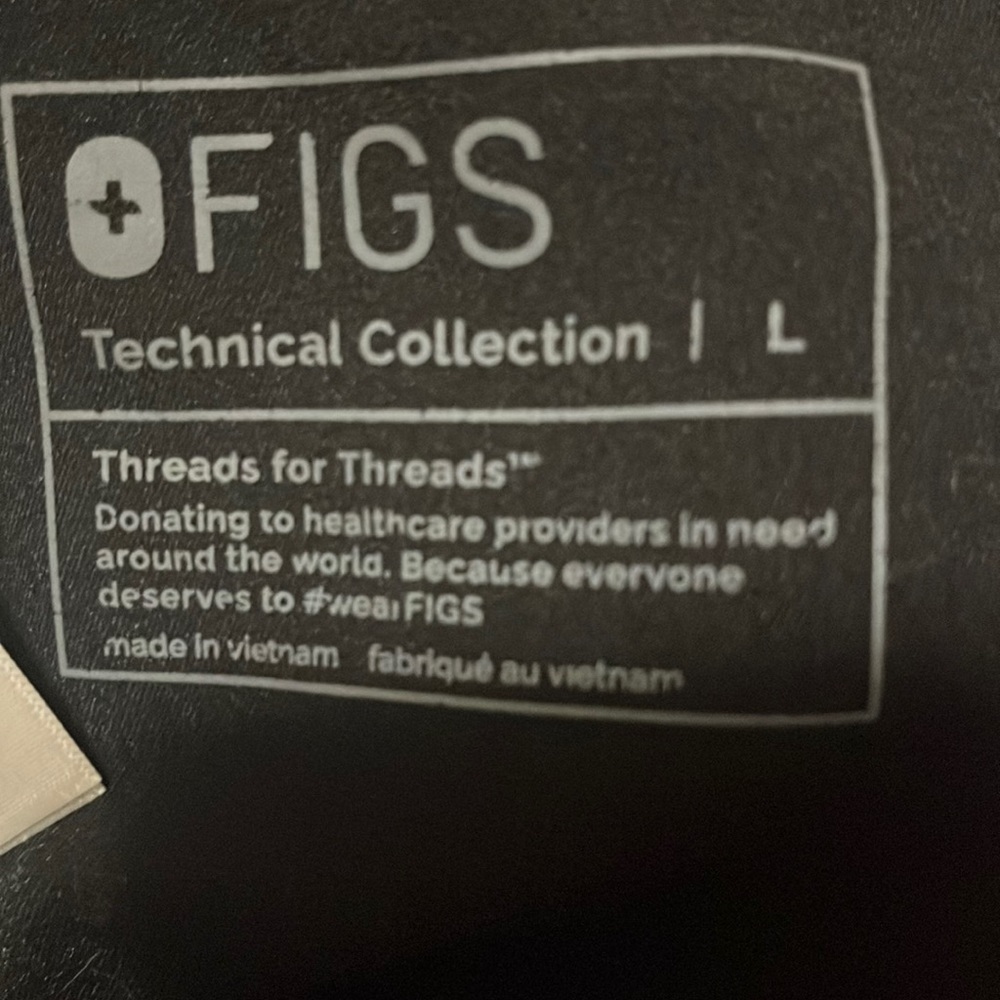 FIGS
Technical Collection | L
Threads for Threads™
Donating to healthcare providers in need
around the world. Because everyone
deserves to #wearFIGS
made in vietnam fabriqué au vietnam